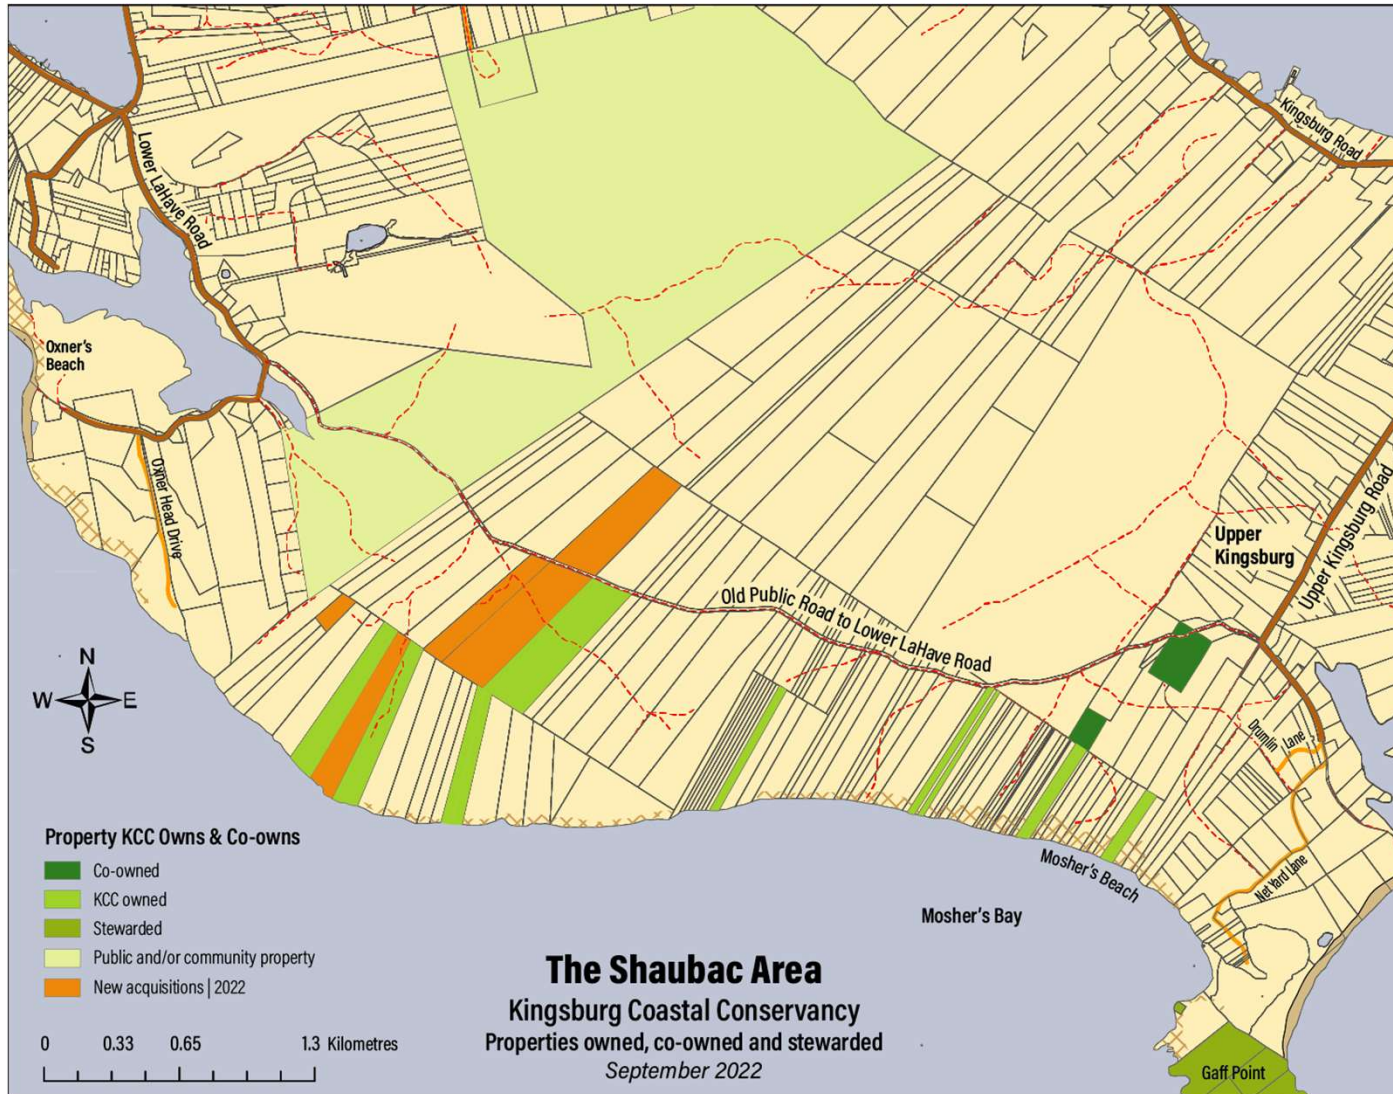 Kingsburg Road
Lower LaHave Road
Oxner's
Beach
Oxner Head Drive
Upper
Kingsburg
Upper Kingsburg Road
Old Public Road to Lower LaHave Road
N
W
E
S
Drumlin Lane
Net Yard Lane
Mosher's Beach
Mosher's Bay
Gaff Point
Property KCC Owns & Co-owns
Co-owned
KCC owned
Stewarded
Public and/or community property
New acquisitions | 2022
0 0.33 0.65 1.3 Kilometres
The Shaubac Area
Kingsburg Coastal Conservancy
Properties owned, co-owned and stewarded
September 2022